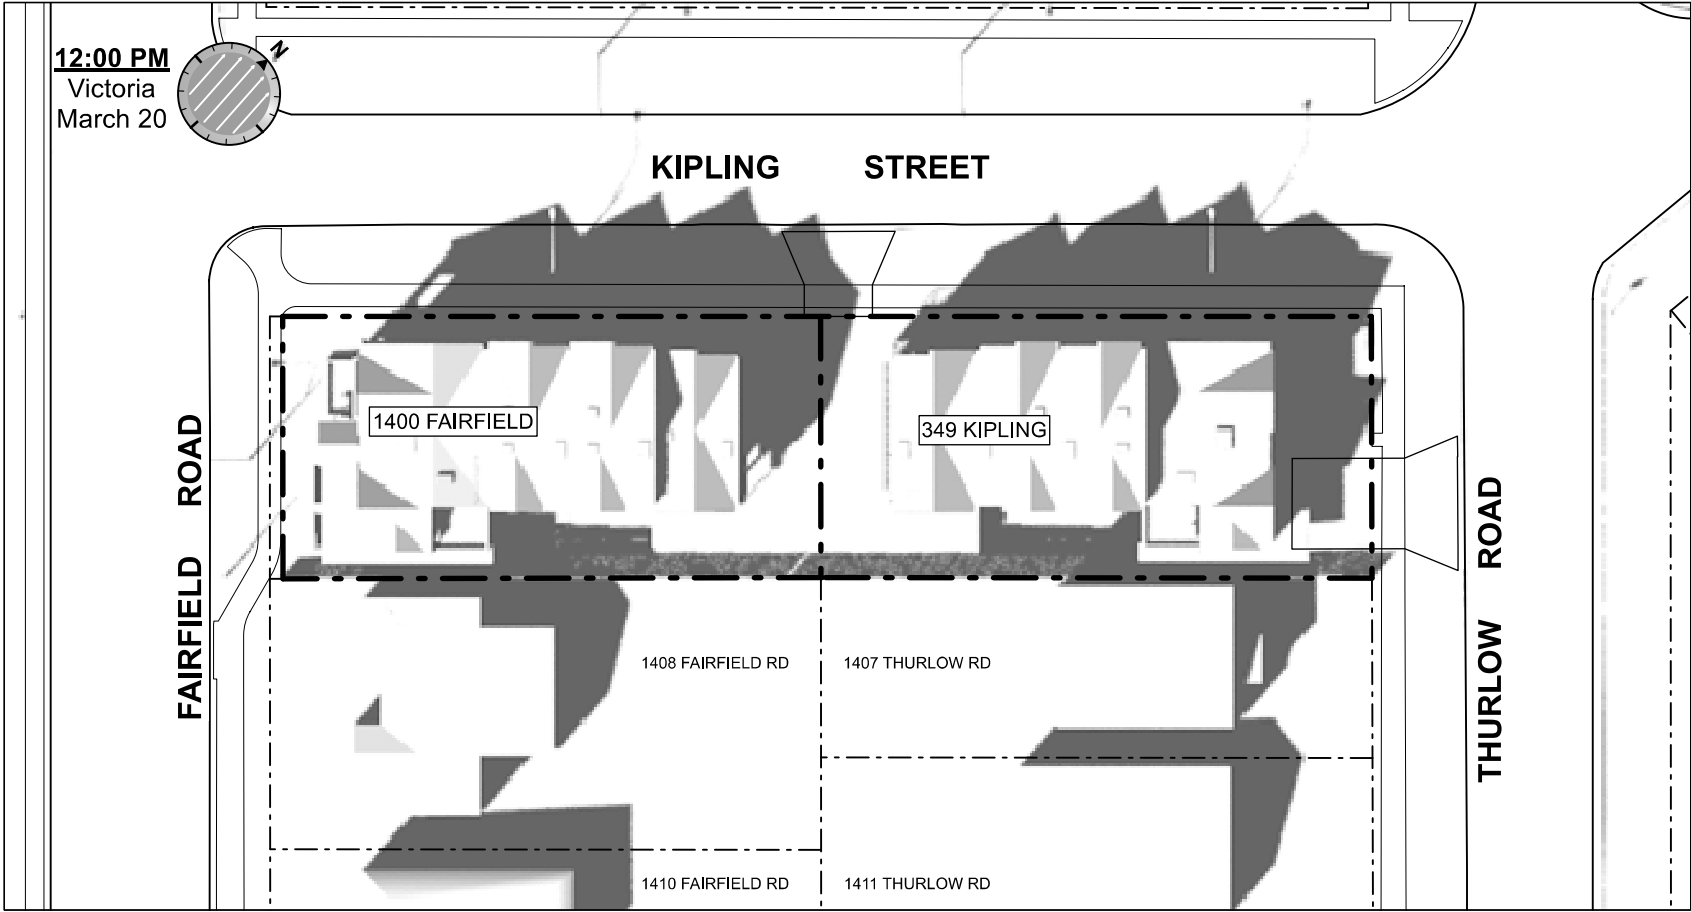 12:00 PM
Victoria
March 20
N
KIPLING STREET
1400 FAIRFIELD
349 KIPLING
FAIRFIELD ROAD
THURLOW ROAD
1408 FAIRFIELD RD
1407 THURLOW RD
1410 FAIRFIELD RD
1411 THURLOW RD